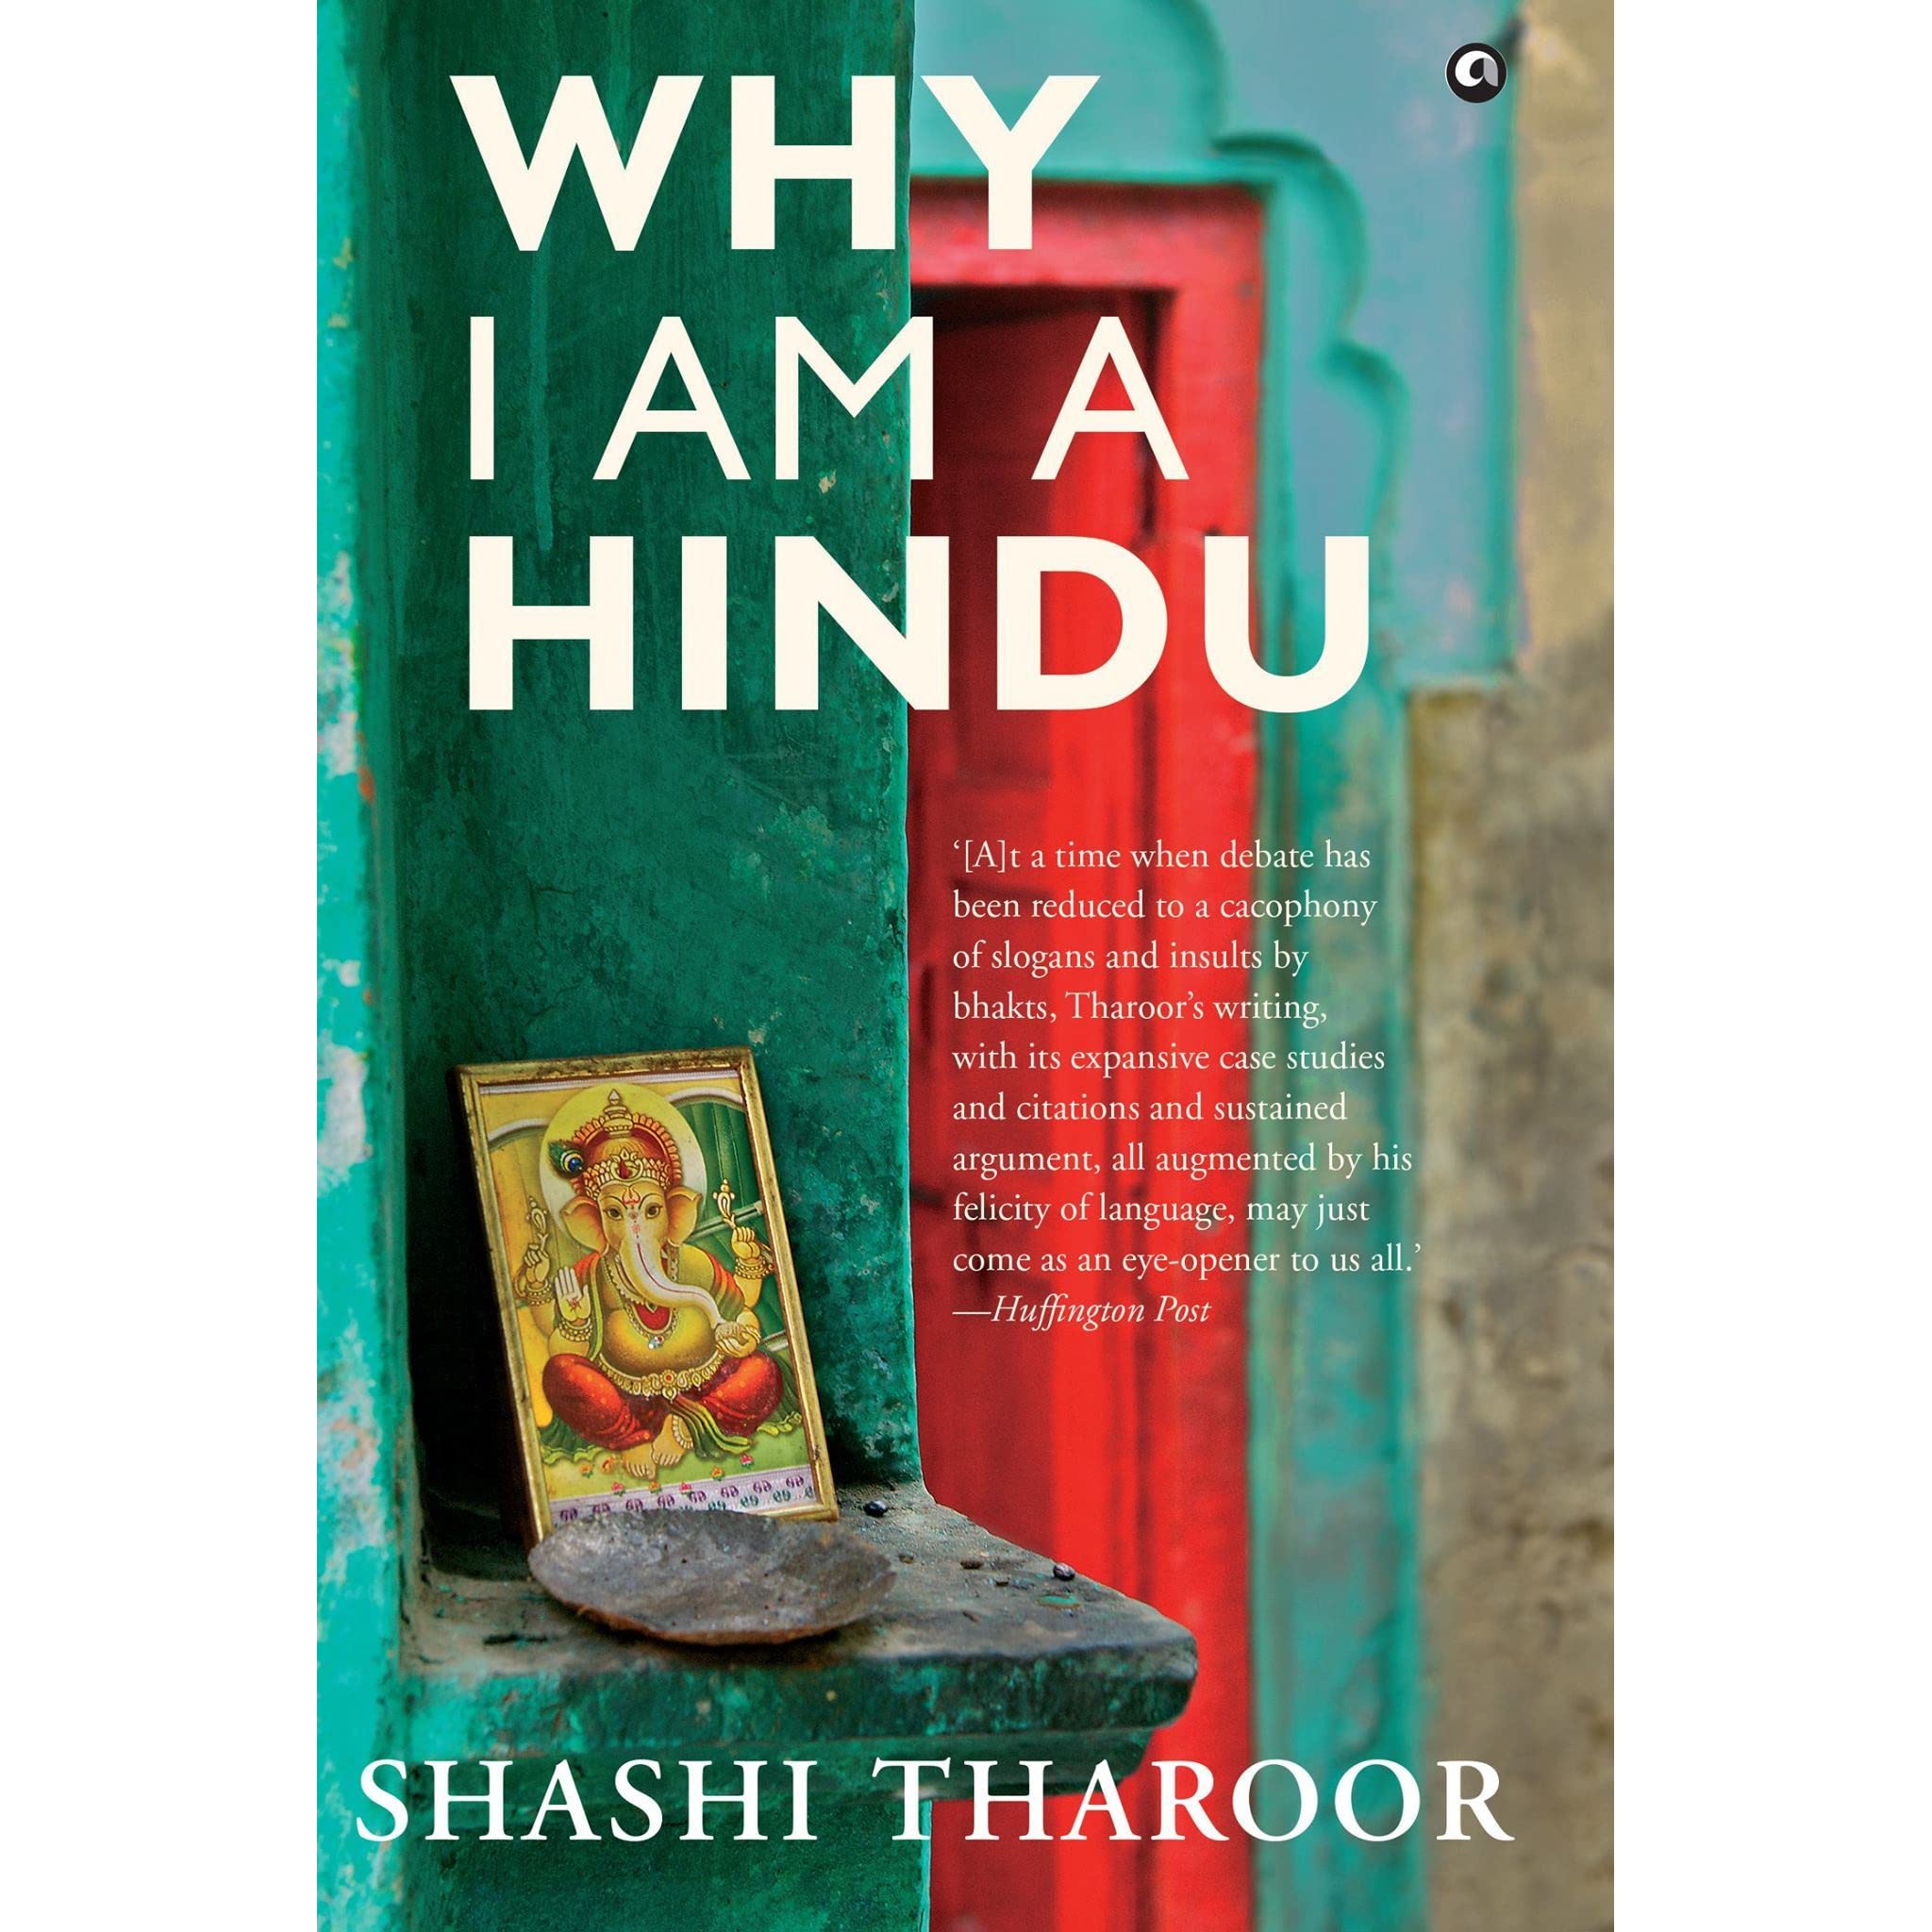 WHY
I AM A
HINDU
‘[A]t a time when debate has
been reduced to a cacophony
of slogans and insults by
bhakts, Tharoor’s writing,
with its expansive case studies
and citations and sustained
argument, all augmented by his
felicity of language, may just
come as an eye-opener to us all.’
—Huffington Post
SHASHI THAROOR